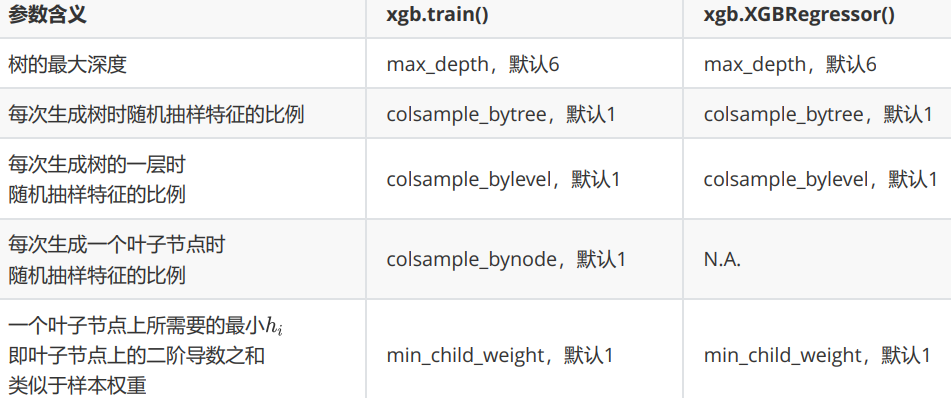 参数含义 xgb.train() xgb.XGBRegressor()
树的最大深度 max_depth，默认6 max_depth，默认6
每次生成树时随机抽样特征的比例 colsample_bytree，默认1 colsample_bytree，默认1
每次生成树的一层时
随机抽样特征的比例 colsample_bylevel，默认1 colsample_bylevel，默认1
每次生成一个叶子节点时
随机抽样特征的比例 colsample_bynode，默认1 N.A.
一个叶子节点上所需要的最小hᵢ
即叶子节点上的二阶导数之和 min_child_weight，默认1 min_child_weight，默认1
类似于样本权重